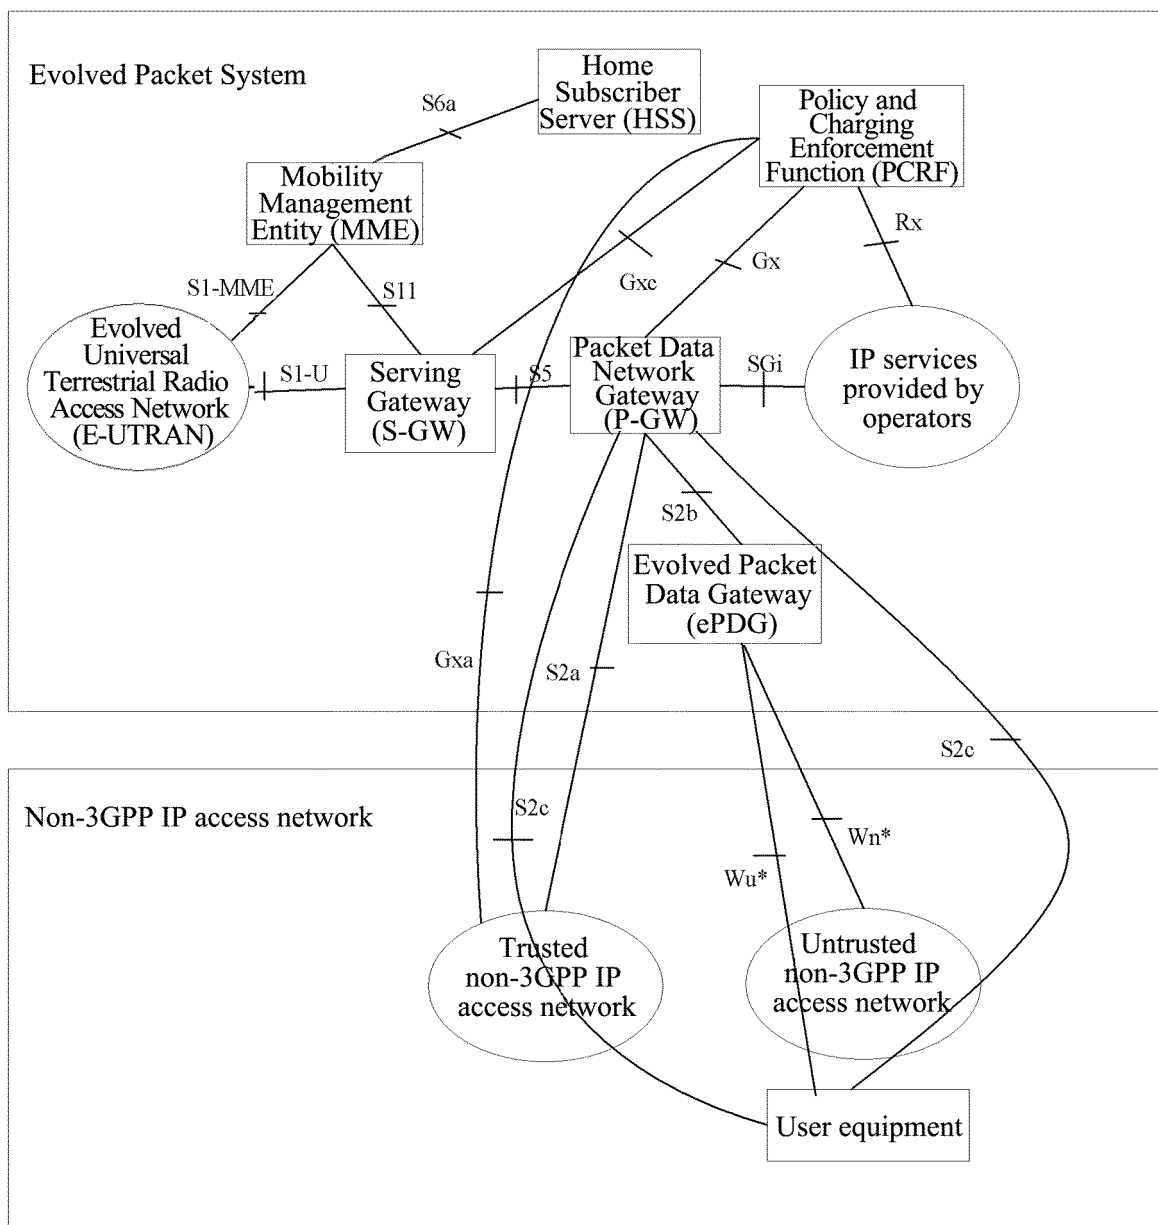 Evolved Packet System
Home
Subscriber
Server (HSS)
Policy and
Charging
Enforcement
Function (PCRF)
S6a
Mobility
Management
Entity (MME)
Rx
Gx
Gxc
S1-MME
S11
Evolved
Universal
Terrestrial Radio
Access Network
(E-UTRAN)
S1-U
Serving
Gateway
(S-GW)
S5
Packet Data
Network
Gateway
(P-GW)
SGi
IP services
provided by
operators
S2b
Evolved Packet
Data Gateway
(ePDG)
Gxa
S2a
S2c
Non-3GPP IP access network
S2c
Wn*
Wu*
Trusted
non-3GPP IP
access network
Untrusted
non-3GPP IP
access network
User equipment